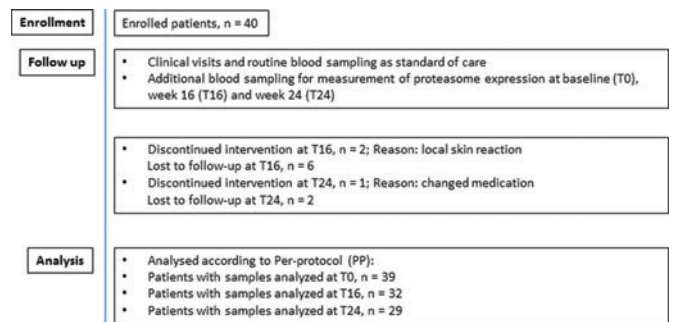 Enrollment
Enrolled patients, n = 40
Follow up
• Clinical visits and routine blood sampling as standard of care
• Additional blood sampling for measurement of proteasome expression at baseline (T0),
week 16 (T16) and week 24 (T24)
• Discontinued intervention at T16, n = 2; Reason: local skin reaction
Lost to follow-up at T16, n = 6
• Discontinued intervention at T24, n = 1; Reason: changed medication
Lost to follow-up at T24, n = 2
Analysis
• Analysed according to Per-protocol (PP):
• Patients with samples analyzed at T0, n = 39
• Patients with samples analyzed at T16, n = 32
• Patients with samples analyzed at T24, n = 29